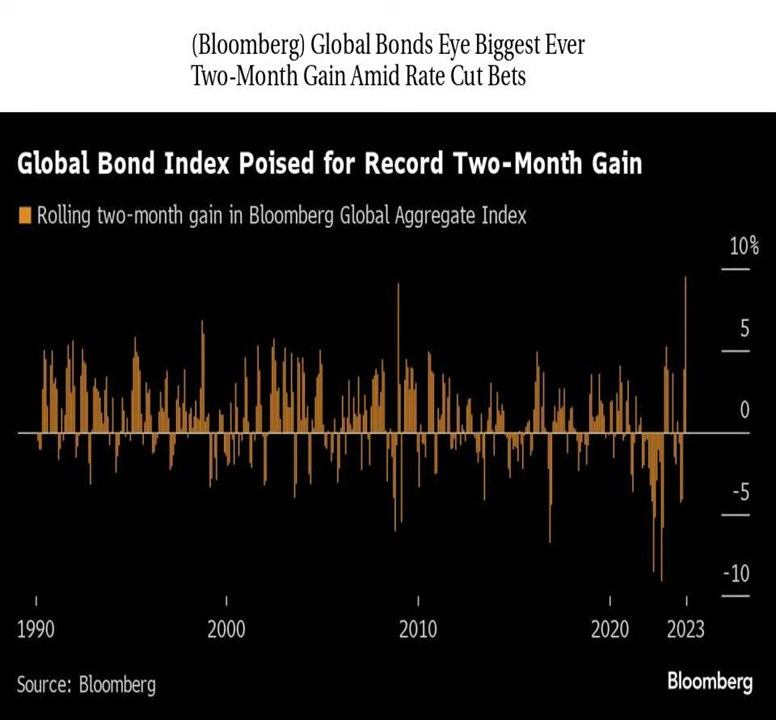 (Bloomberg) Global Bonds Eye Biggest Ever
Two-Month Gain Amid Rate Cut Bets
Global Bond Index Poised for Record Two-Month Gain
Rolling two-month gain in Bloomberg Global Aggregate Index
10%
5
0
-5
-10
1990 2000 2010 2020 2023
Source: Bloomberg
Bloomberg